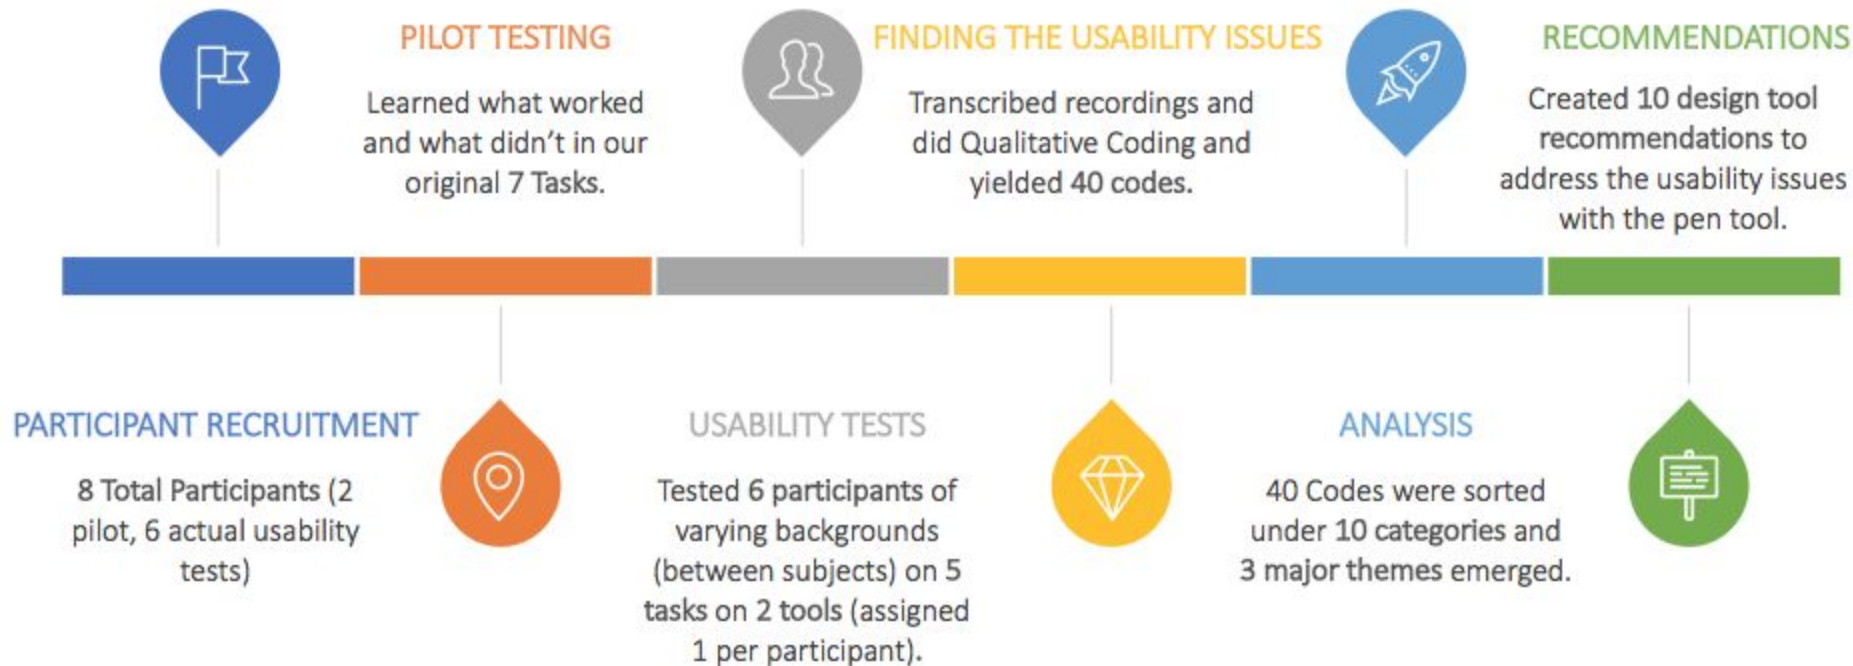 PILOT TESTING
Learned what worked
and what didn't in our
original 7 Tasks.
FINDING THE USABILITY ISSUES
Transcribed recordings and
did Qualitative Coding and
yielded 40 codes.
RECOMMENDATIONS
Created 10 design tool
recommendations to
address the usability issues
with the pen tool.
PARTICIPANT RECRUITMENT
8 Total Participants (2
pilot, 6 actual usability
tests)
USABILITY TESTS
Tested 6 participants of
varying backgrounds
(between subjects) on 5
tasks on 2 tools (assigned
1 per participant).
ANALYSIS
40 Codes were sorted
under 10 categories and
3 major themes emerged.